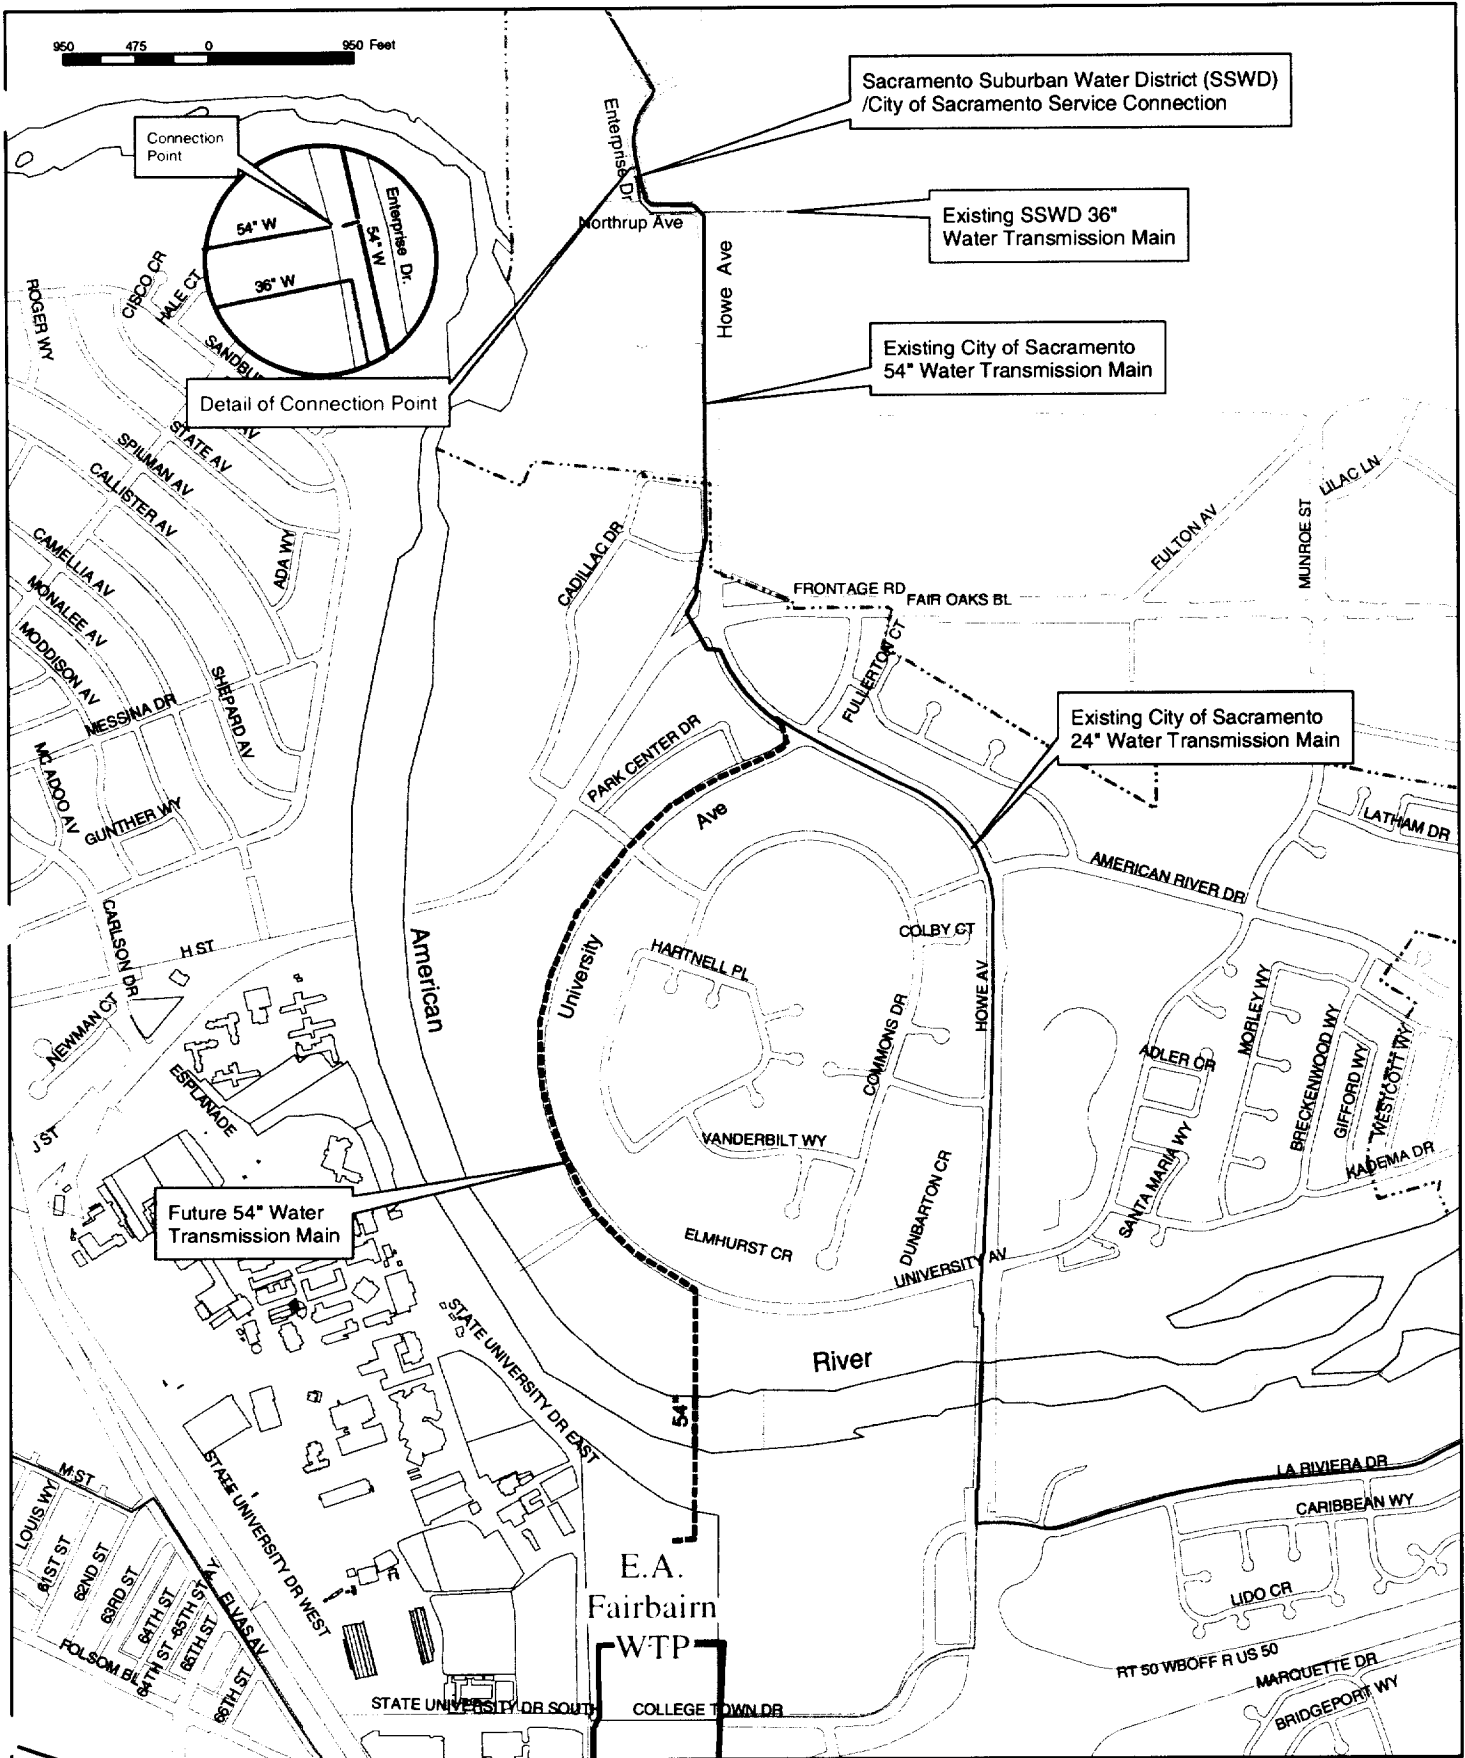 950 475 0 950 Feet
Sacramento Suburban Water District (SSWD)
/City of Sacramento Service Connection
Connection
Point
Enterprise Dr
54" W
54" W
Enterprise Dr.
36" W
Northrup Ave
Existing SSWD 36"
Water Transmission Main
Howe Ave
Existing City of Sacramento
54" Water Transmission Main
Detail of Connection Point
ROGER WY
CISCO CR
HALE CT
AV
STATE AV
SPILMAN AV
CALLISTER AV
CAMELLIA AV
MONALEE AV
MODDISON AV
ADA WY
SHEPARD AV
MESSINA DR
MC ADOO AV
GUNTHER WY
CADILLAC DR
FRONTAGE RD
FAIR OAKS BL
FULTON AV
MUNROE ST
LILAC LN
FULLERTON CT
Existing City of Sacramento
24" Water Transmission Main
PARK CENTER DR
University Ave
LATHAM DR
AMERICAN RIVER DR
CARLSON DR
H ST
American
COLBY CT
HARTNELL PL
HOWE AV
COMMONS DR
NEWMAN CT
ESPLANADE
J ST
ADLER CR
MORLEY WY
BRECKENWOOD WY
GIFFORD WY
WESTCOTT WY
KADEMA DR
SANTA MARIA WY
VANDERBILT WY
DUNBARTON CR
ELMHURST CR
UNIVERSITY AV
Future 54" Water
Transmission Main
STATE UNIVERSITY DR EAST
River
54"
LA RIVIERA DR
CARIBBEAN WY
M ST
LOUIS WY
61ST ST
62ND ST
63RD ST
64TH ST
64TH ST -65TH ST AY
65TH ST
66TH ST
ELVAS AV
FOLSOM BL
STATE UNIVERSITY DR WEST
E.A.
Fairbairn
WTP
LIDO CR
RT 50 WBOFF R US 50
MARQUETTE DR
BRIDGEPORT WY
STATE UNIVERSITY DR SOUTH
COLLEGE TOWN DR